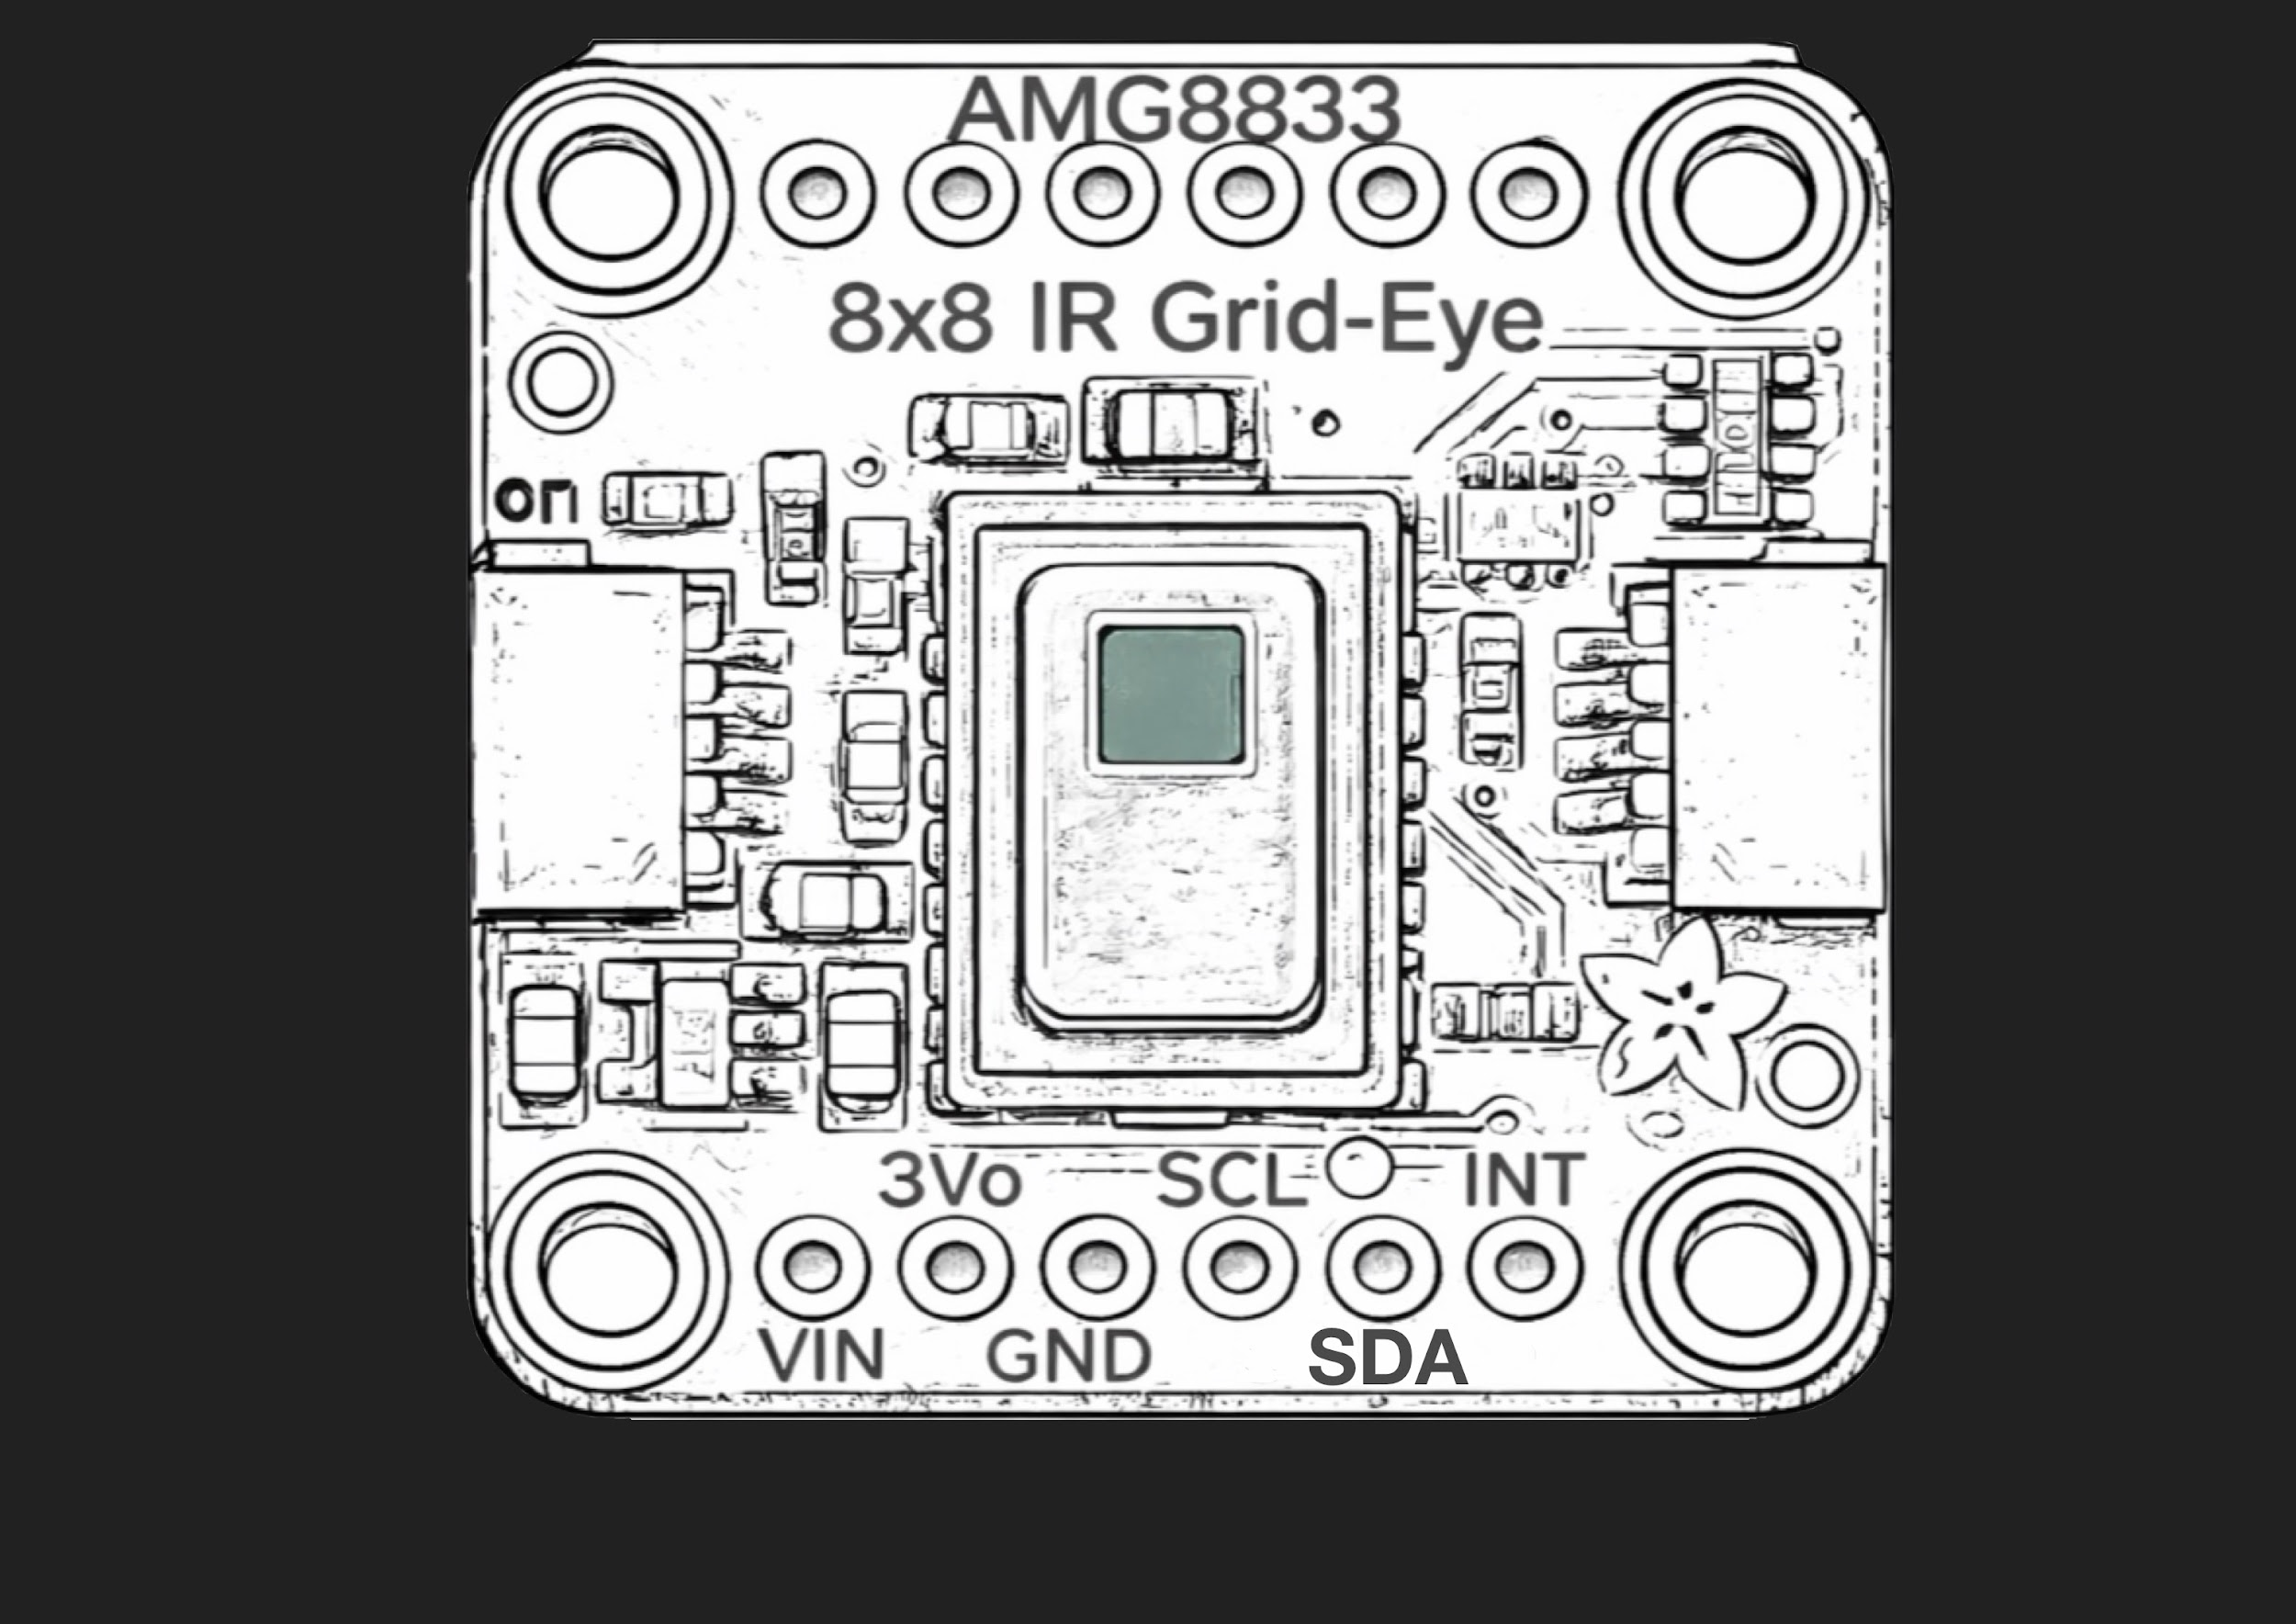 AMG8833
8x8 IR Grid-Eye
on
3Vo SCL INT
VIN GND SDA